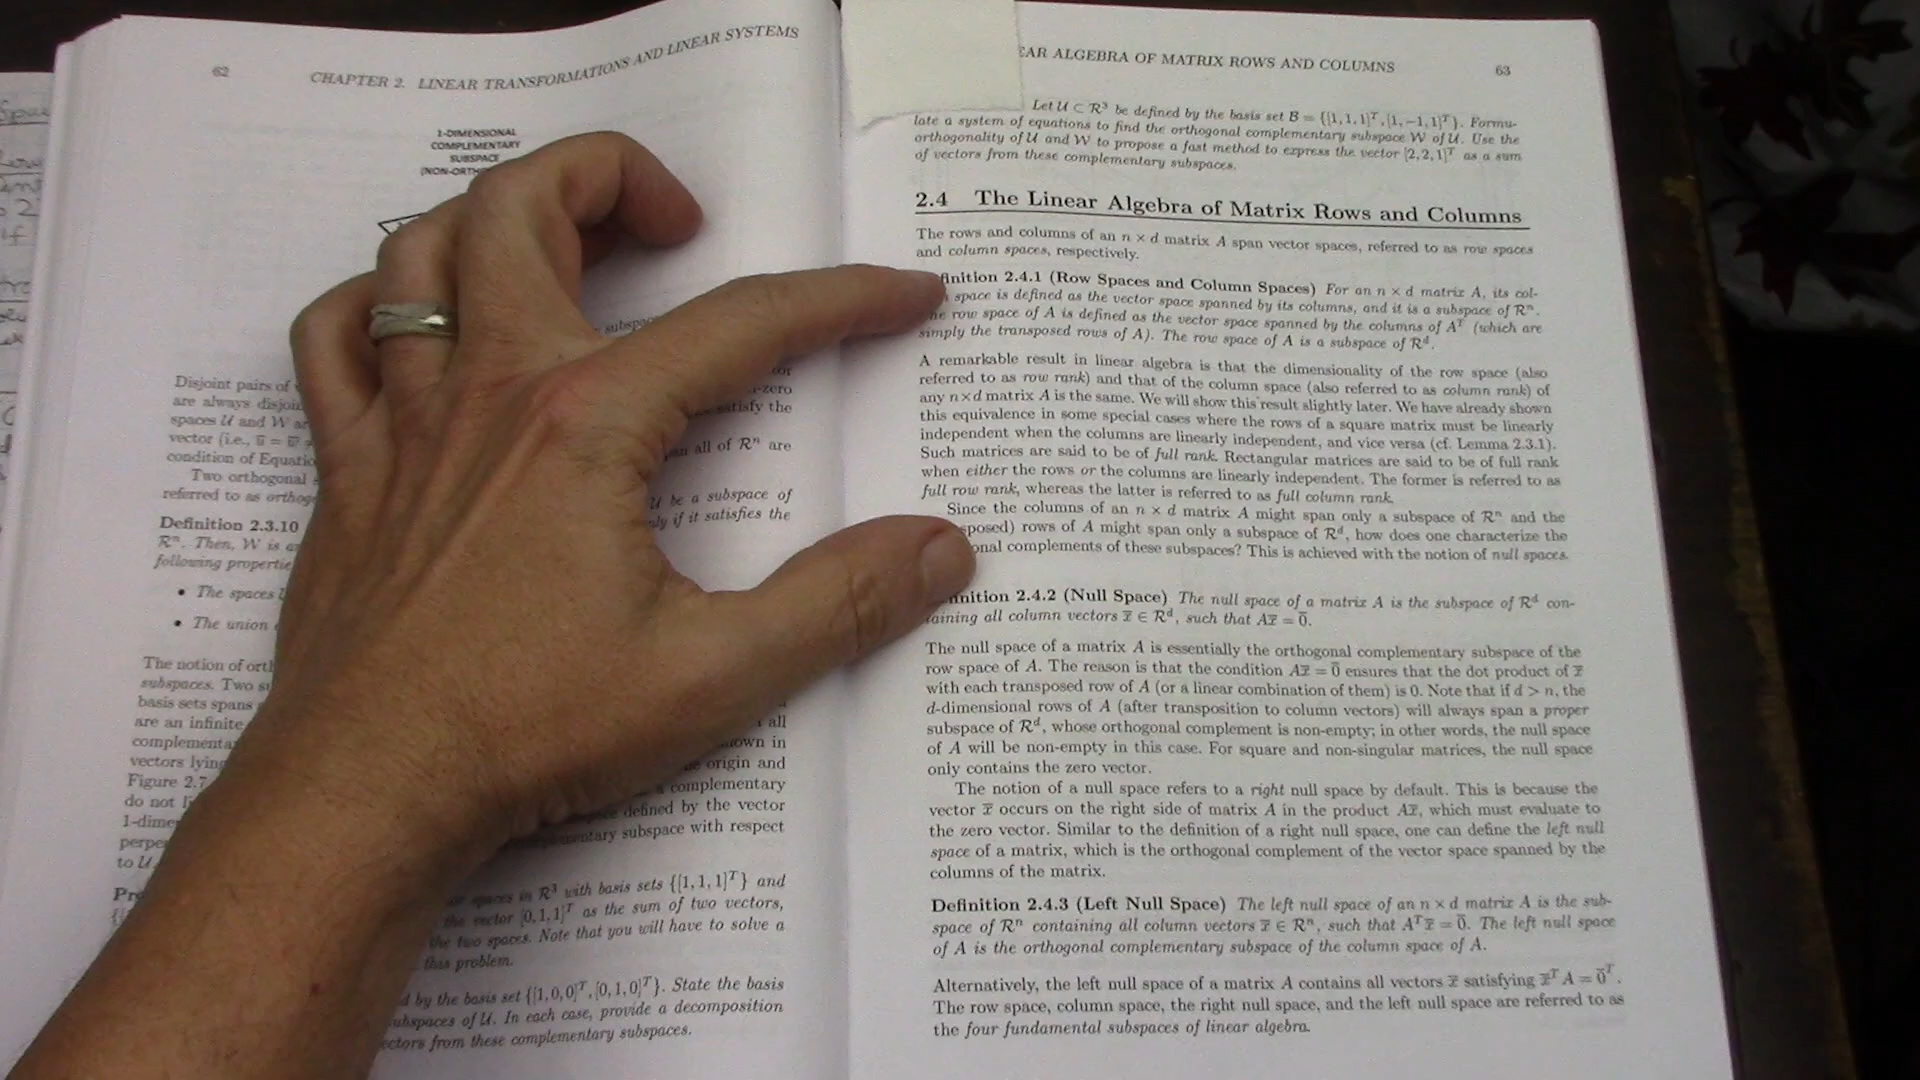 62
CHAPTER 2. LINEAR TRANSFORMATIONS AND LINEAR SYSTEMS
1-DIMENSIONAL
COMPLEMENTARY
SUBSPACE
Disjoint pairs of
are always
spaces U and W
vector (i.e.,
condition of
Two orthogonal
referred to as
satisfy the
all of Rⁿ are
U be a subspace of
if it satisfies the
Definition 2.3.10
Rⁿ. Then, W is
following
• The spaces
• The union
The notion of
subspaces. Two
basis sets spans
are an infinite
vectors lying
Figure 2.7
do not
to U
all
in
origin and
complementary
defined by the vector
subspace with respect
spaces in R³ with basis sets {[1, 1, 1]ᵀ} and
the vector [0, 1, 1]ᵀ as the sum of two vectors,
the two spaces. Note that you will have to solve a
this problem.
by the basis set {[1, 0, 0]ᵀ, [0, 1, 0]ᵀ}. State the basis
of U. In each case, provide a decomposition
from these complementary subspaces.
ALGEBRA OF MATRIX ROWS AND COLUMNS
63
Let U ⊂ R³ be defined by the basis set B = {[1, 1, 1]ᵀ, [1, −1, 1]ᵀ}. Formu-
late a system of equations to find the orthogonal complementary subspace W of U. Use the
orthogonality of U and W to propose a fast method to express the vector [2, 2, 1]ᵀ as a sum
of vectors from these complementary subspaces.
2.4 The Linear Algebra of Matrix Rows and Columns
The rows and columns of an n × d matrix A span vector spaces, referred to as row spaces
and column spaces, respectively.
finition 2.4.1 (Row Spaces and Column Spaces) For an n × d matrix A, its col-
space is defined as the vector space spanned by its columns, and it is a subspace of Rⁿ.
he row space of A is defined as the vector space spanned by the columns of Aᵀ (which are
simply the transposed rows of A). The row space of A is a subspace of Rᵈ.
A remarkable result in linear algebra is that the dimensionality of the row space (also
referred to as row rank) and that of the column space (also referred to as column rank) of
any n×d matrix A is the same. We will show this result slightly later. We have already shown
this equivalence in some special cases where the rows of a square matrix must be linearly
independent when the columns are linearly independent, and vice versa (cf. Lemma 2.3.1).
Such matrices are said to be of full rank. Rectangular matrices are said to be of full rank
when either the rows or the columns are linearly independent. The former is referred to as
full row rank, whereas the latter is referred to as full column rank.
Since the columns of an n × d matrix A might span only a subspace of Rⁿ and the
sposed) rows of A might span only a subspace of Rᵈ, how does one characterize the
onal complements of these subspaces? This is achieved with the notion of null spaces.
nition 2.4.2 (Null Space) The null space of a matrix A is the subspace of Rᵈ con-
taining all column vectors x̅ ∈ Rᵈ, such that Ax̅ = 0̅.
The null space of a matrix A is essentially the orthogonal complementary subspace of the
row space of A. The reason is that the condition Ax̅ = 0̅ ensures that the dot product of x̅
with each transposed row of A (or a linear combination of them) is 0. Note that if d > n, the
d-dimensional rows of A (after transposition to column vectors) will always span a proper
subspace of Rᵈ, whose orthogonal complement is non-empty; in other words, the null space
of A will be non-empty in this case. For square and non-singular matrices, the null space
only contains the zero vector.
The notion of a null space refers to a right null space by default. This is because the
vector x̅ occurs on the right side of matrix A in the product Ax̅, which must evaluate to
the zero vector. Similar to the definition of a right null space, one can define the left null
space of a matrix, which is the orthogonal complement of the vector space spanned by the
columns of the matrix.
Definition 2.4.3 (Left Null Space) The left null space of an n × d matrix A is the sub-
space of Rⁿ containing all column vectors x̅ ∈ Rⁿ, such that Aᵀx̅ = 0̅. The left null space
of A is the orthogonal complementary subspace of the column space of A.
Alternatively, the left null space of a matrix A contains all vectors x̅ satisfying x̅ᵀA = 0̅ᵀ.
The row space, column space, the right null space, and the left null space are referred to as
the four fundamental subspaces of linear algebra.